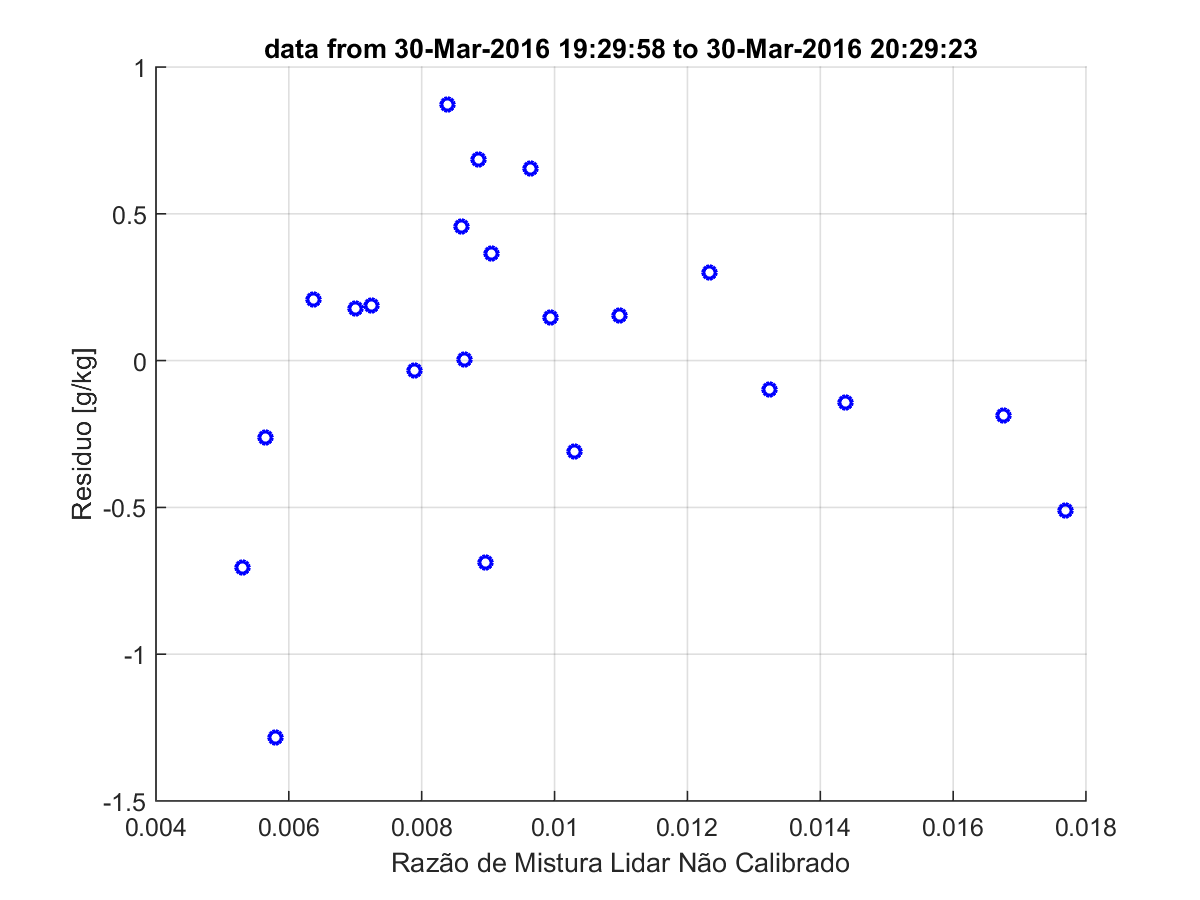 data from 30-Mar-2016 19:29:58 to 30-Mar-2016 20:29:23
1
0.5
0
-0.5
-1
-1.5
Residuo [g/kg]
0.004 0.006 0.008 0.01 0.012 0.014 0.016 0.018
Razão de Mistura Lidar Não Calibrado